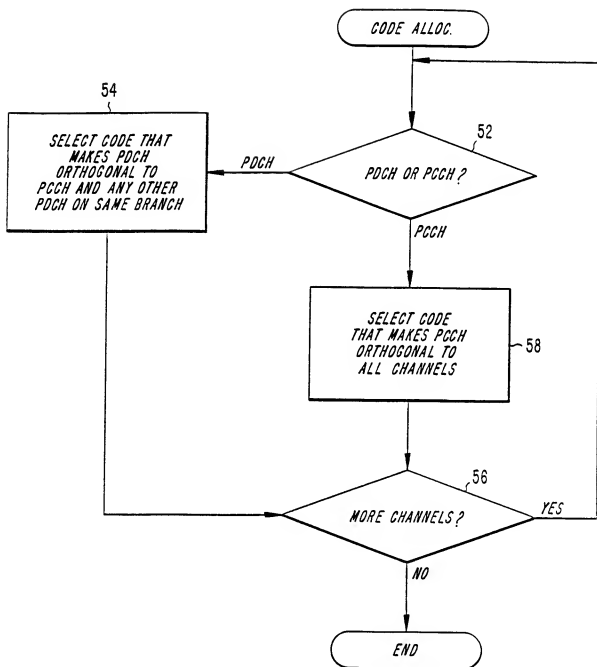 CODE ALLOC.
54
52
SELECT CODE THAT
MAKES PDCH
ORTHOGONAL TO
PCCH AND ANY OTHER
PDCH ON SAME BRANCH
PDCH
PDCH OR PCCH?
PCCH
SELECT CODE
THAT MAKES PCCH
ORTHOGONAL TO
ALL CHANNELS
58
56
MORE CHANNELS?
YES
NO
END